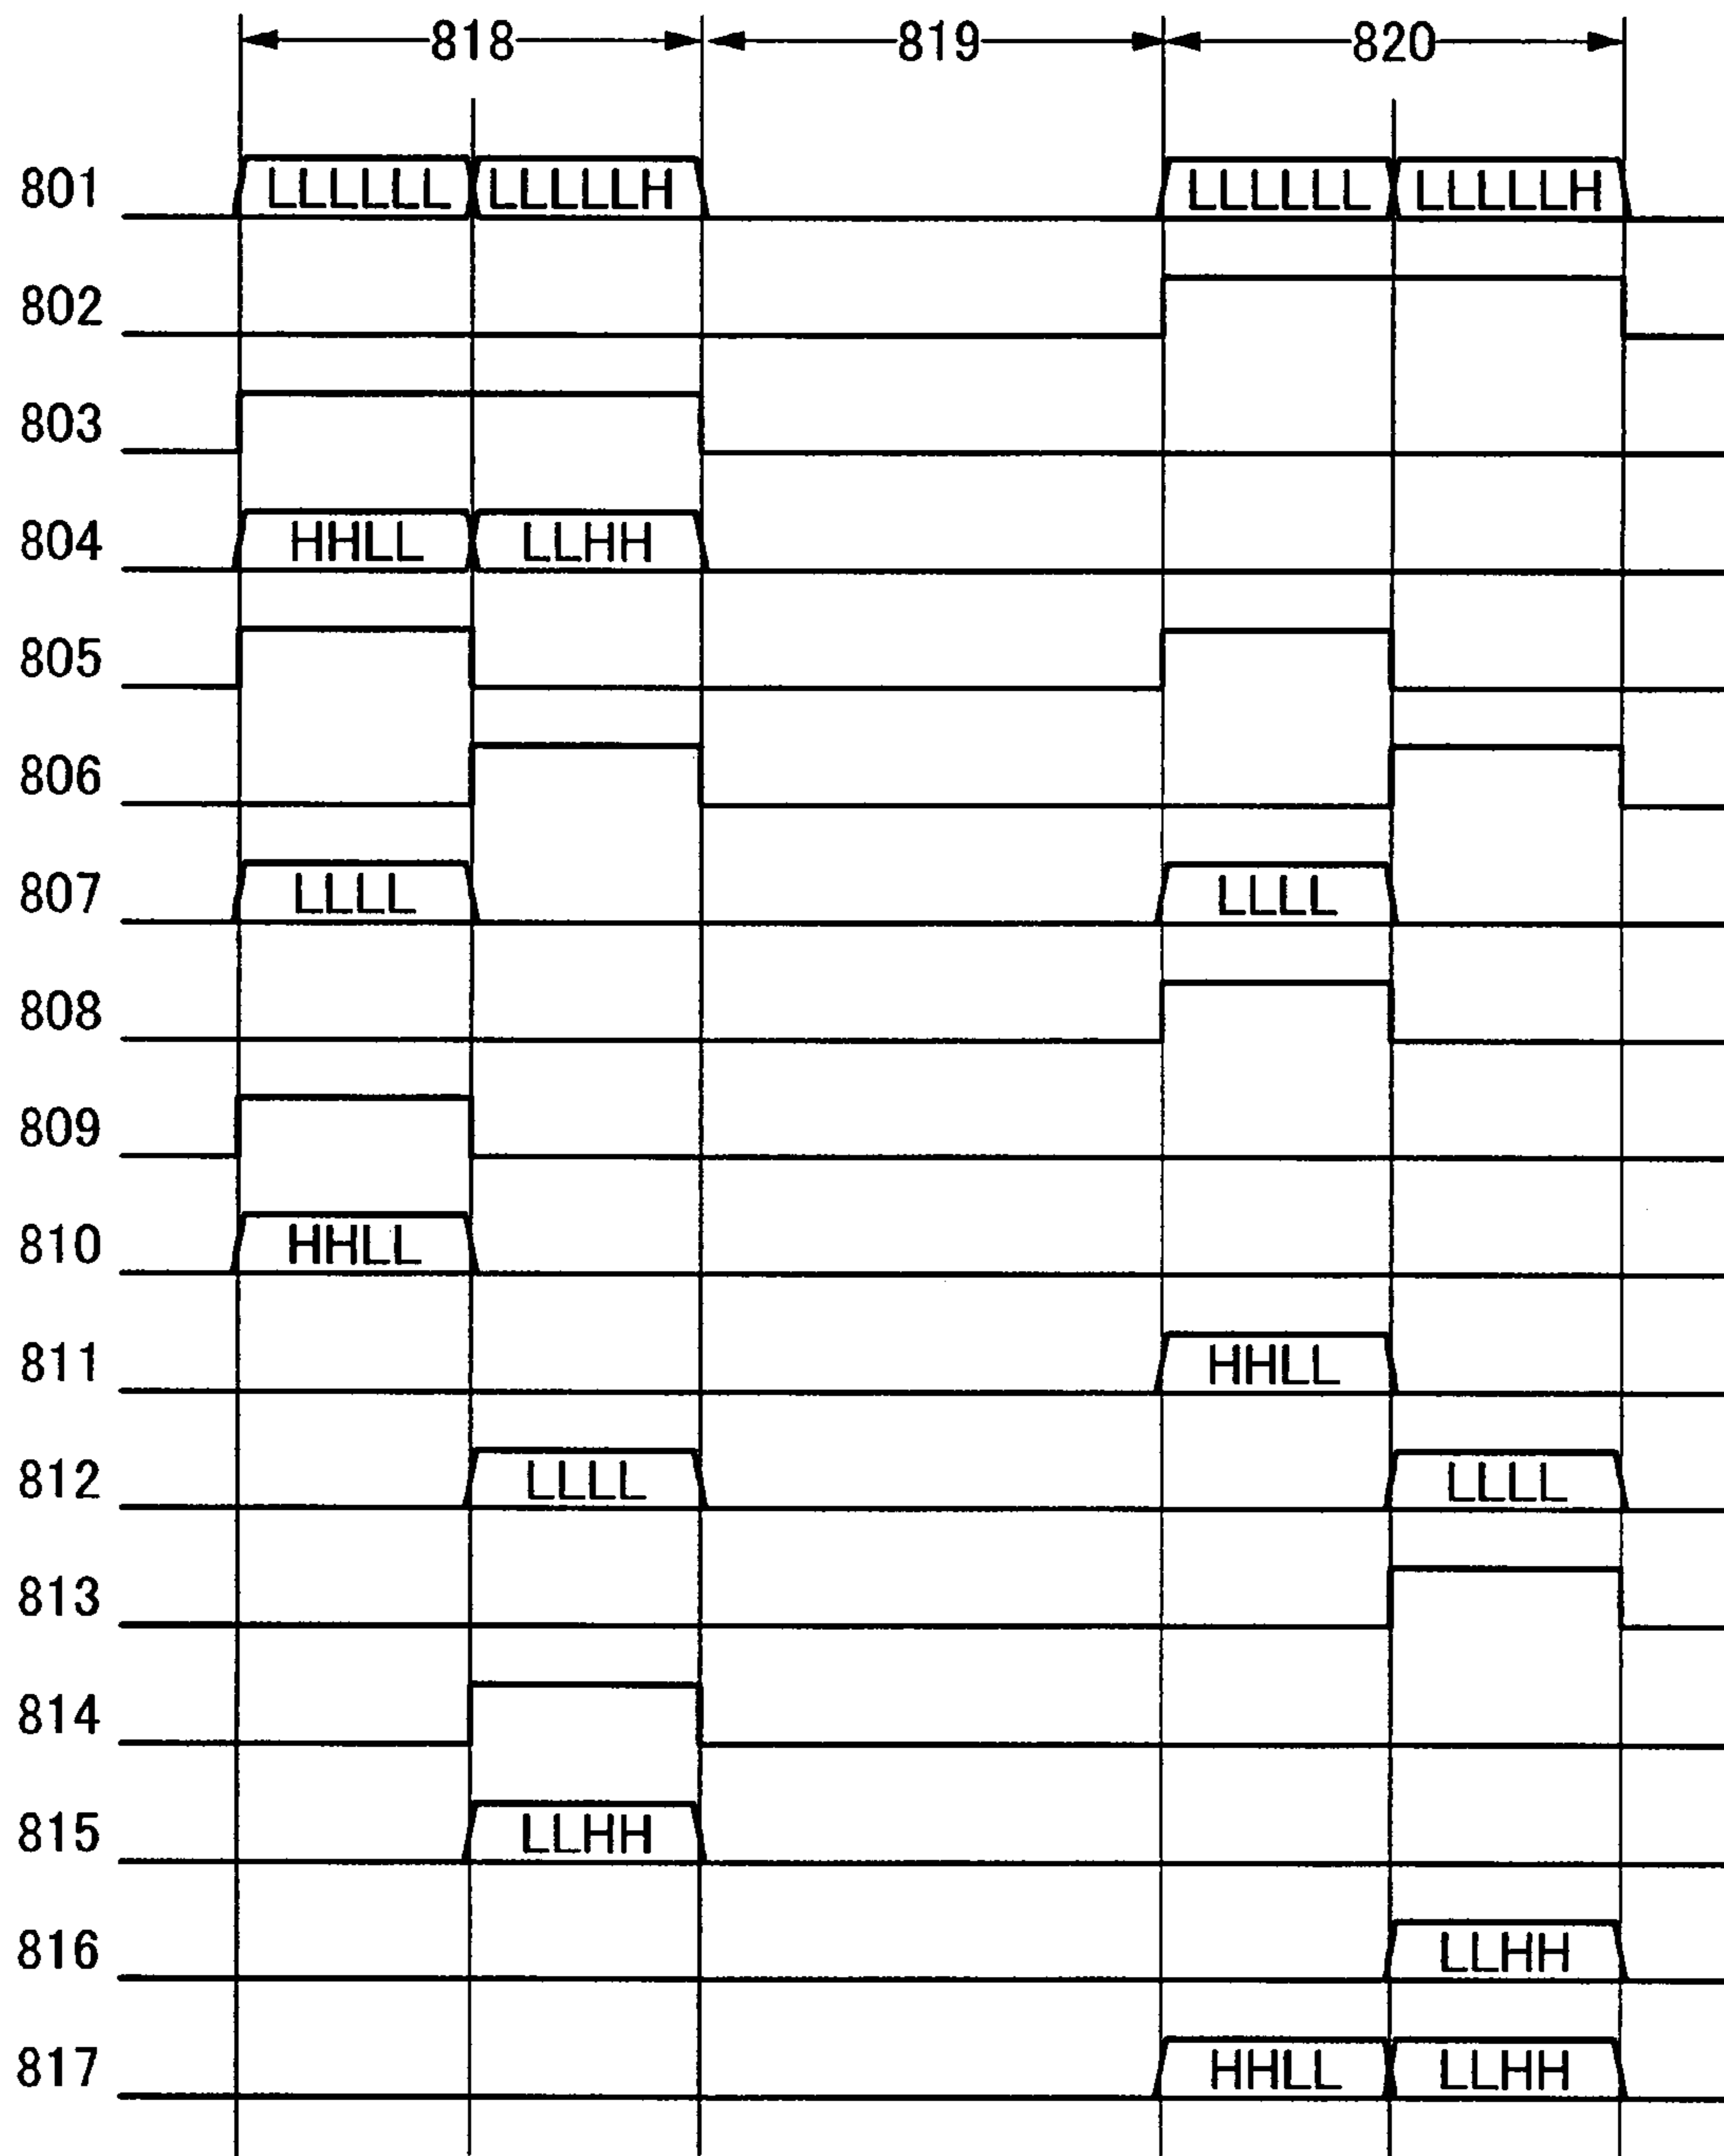 818 819 820
801 LLLLLL LLLLLH LLLLLL LLLLLH
802
803
804 HHLL LLHH
805
806
807 LLLL LLLL
808
809
810 HHLL
811 HHLL
812 LLLL LLLL
813
814
815 LLHH
816 LLHH
817 HHLL LLHH